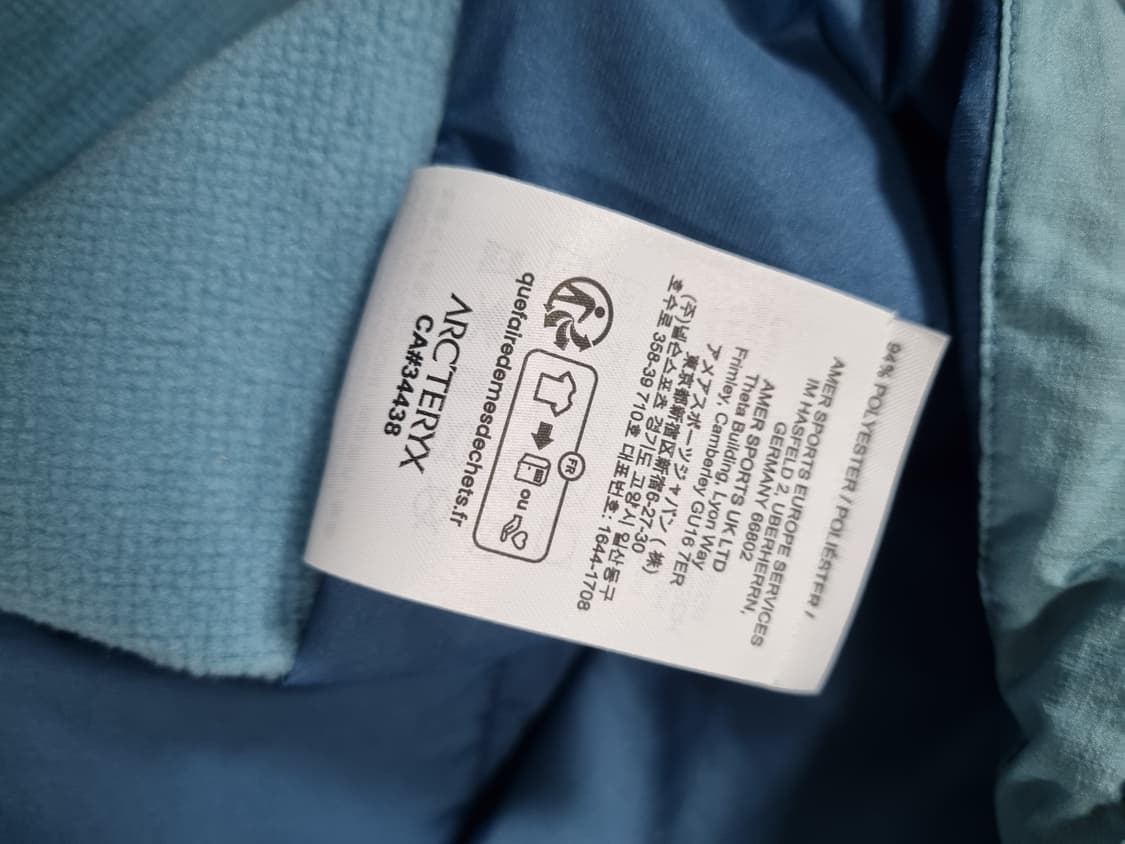 94% POLYESTER / POLIÉSTER /
AMER SPORTS EUROPE SERVICES
IM HASFELD 2, UBERHERRN,
GERMANY 66802
AMER SPORTS UK LTD
Theta Building, Lyon Way
Frimley, Camberley GU16 7ER
アメアスポーツジャパン (株)
東京都新宿区新宿6-27-30
(주)넬슨스포츠 경기도 고양시 일산동구
호수로 358-39 710호 대표번호: 1644-1708
FR
ou
quefairedemesdechets.fr
ARC'TERYX
CA#34438